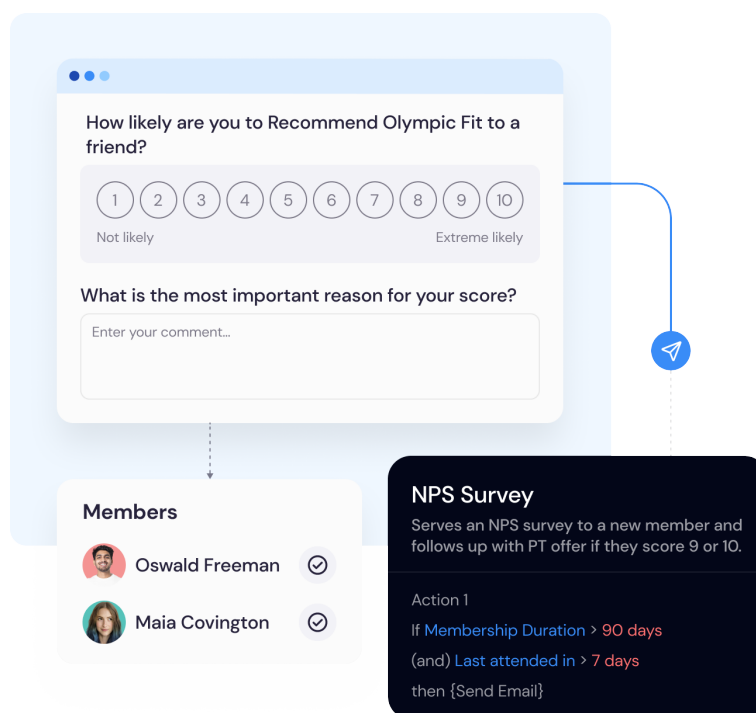 How likely are you to Recommend Olympic Fit to a
friend?
1 2 3 4 5 6 7 8 9 10
Not likely Extreme likely
What is the most important reason for your score?
Enter your comment...
Members
Oswald Freeman
Maia Covington
NPS Survey
Serves an NPS survey to a new member and
follows up with PT offer if they score 9 or 10.
Action 1
If Membership Duration > 90 days
(and) Last attended in > 7 days
then {Send Email}